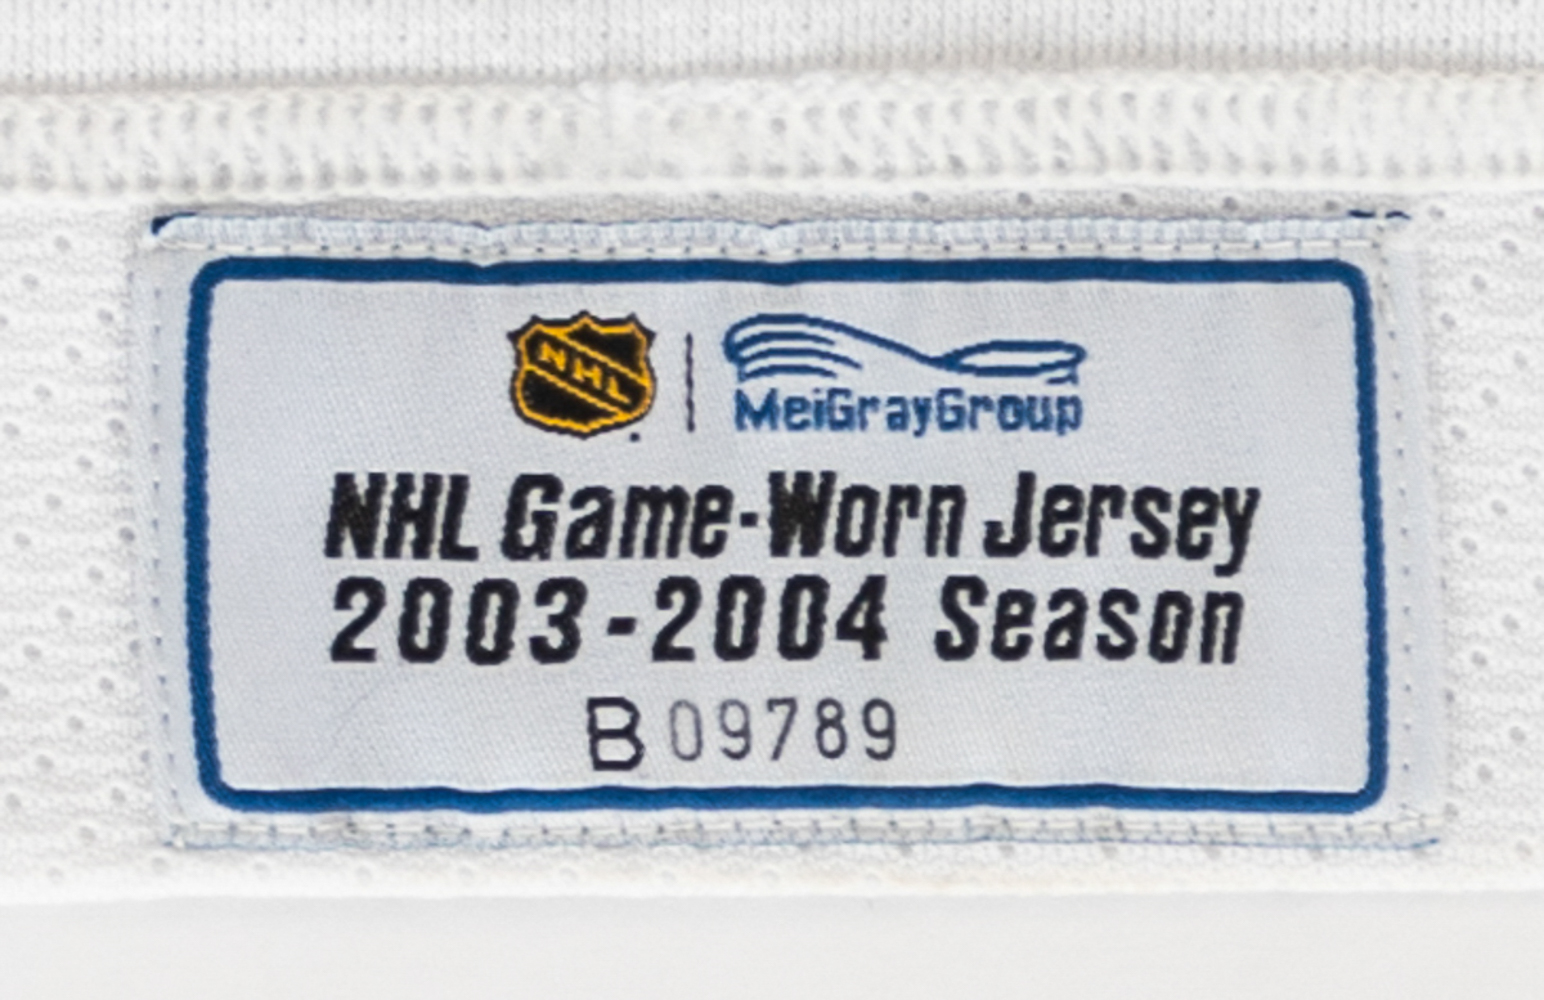 NHL
MeiGrayGroup
NHL Game-Worn Jersey
2003-2004 Season
B09789